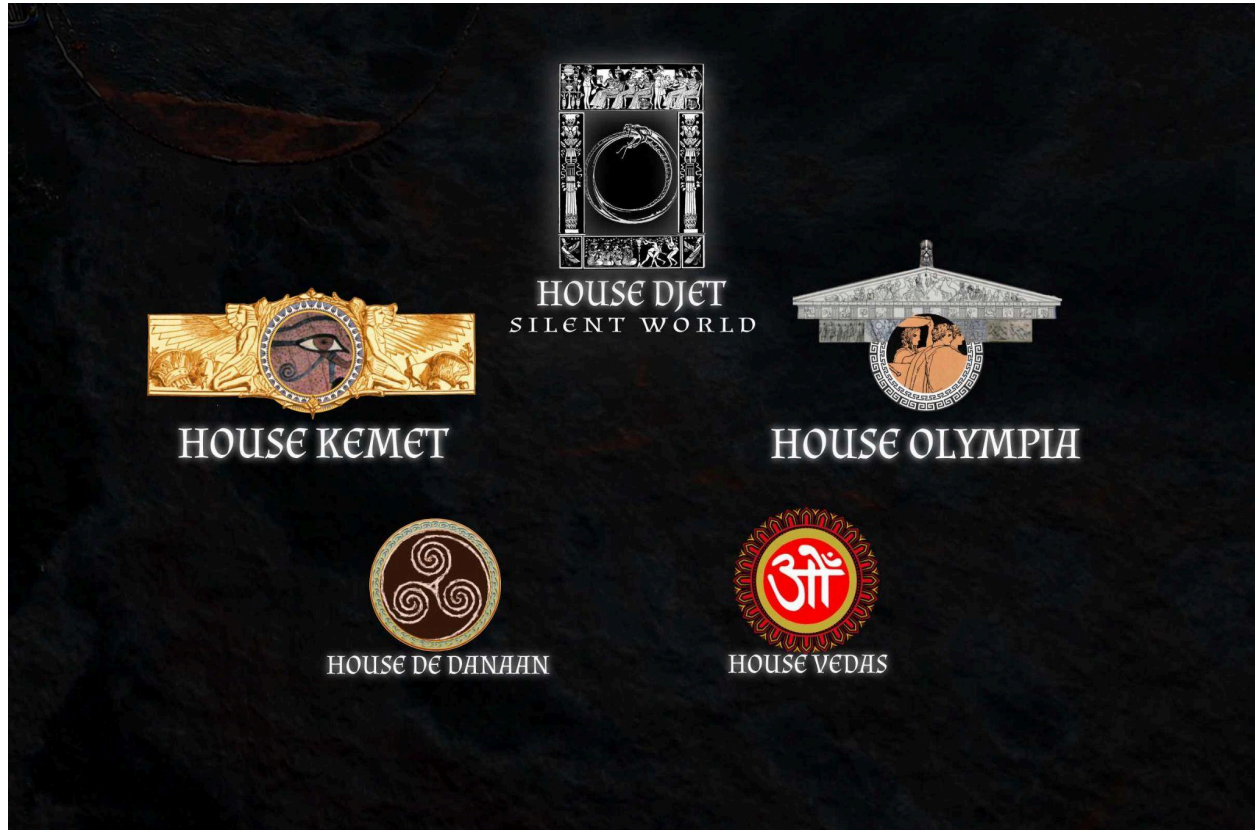 HOUSE DJET
SILENT WORLD
HOUSE KEMET
HOUSE OLYMPIA
ओँ
HOUSE DE DANAAN
HOUSE VEDAS